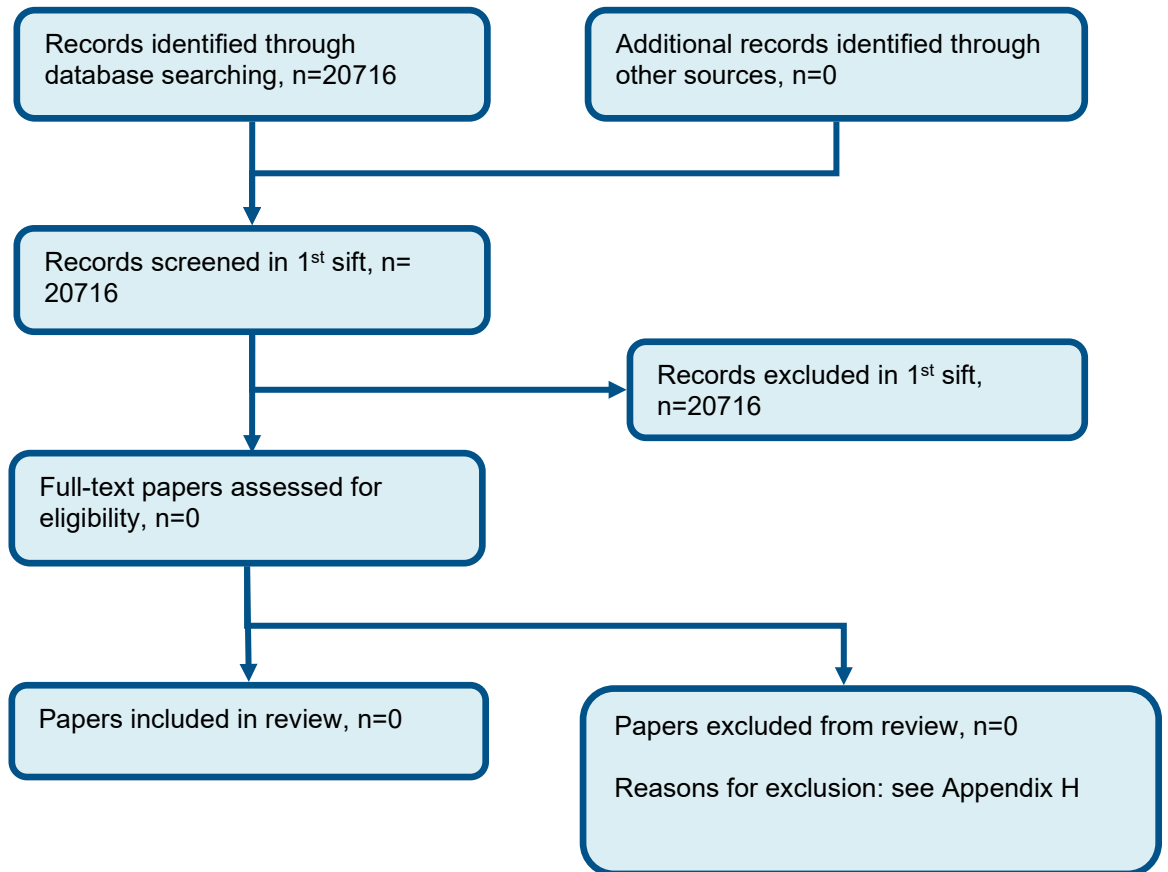 Records identified through
database searching, n=20716
Additional records identified through
other sources, n=0
Records screened in 1st sift, n=
20716
Records excluded in 1st sift,
n=20716
Full-text papers assessed for
eligibility, n=0
Papers included in review, n=0
Papers excluded from review, n=0
Reasons for exclusion: see Appendix H